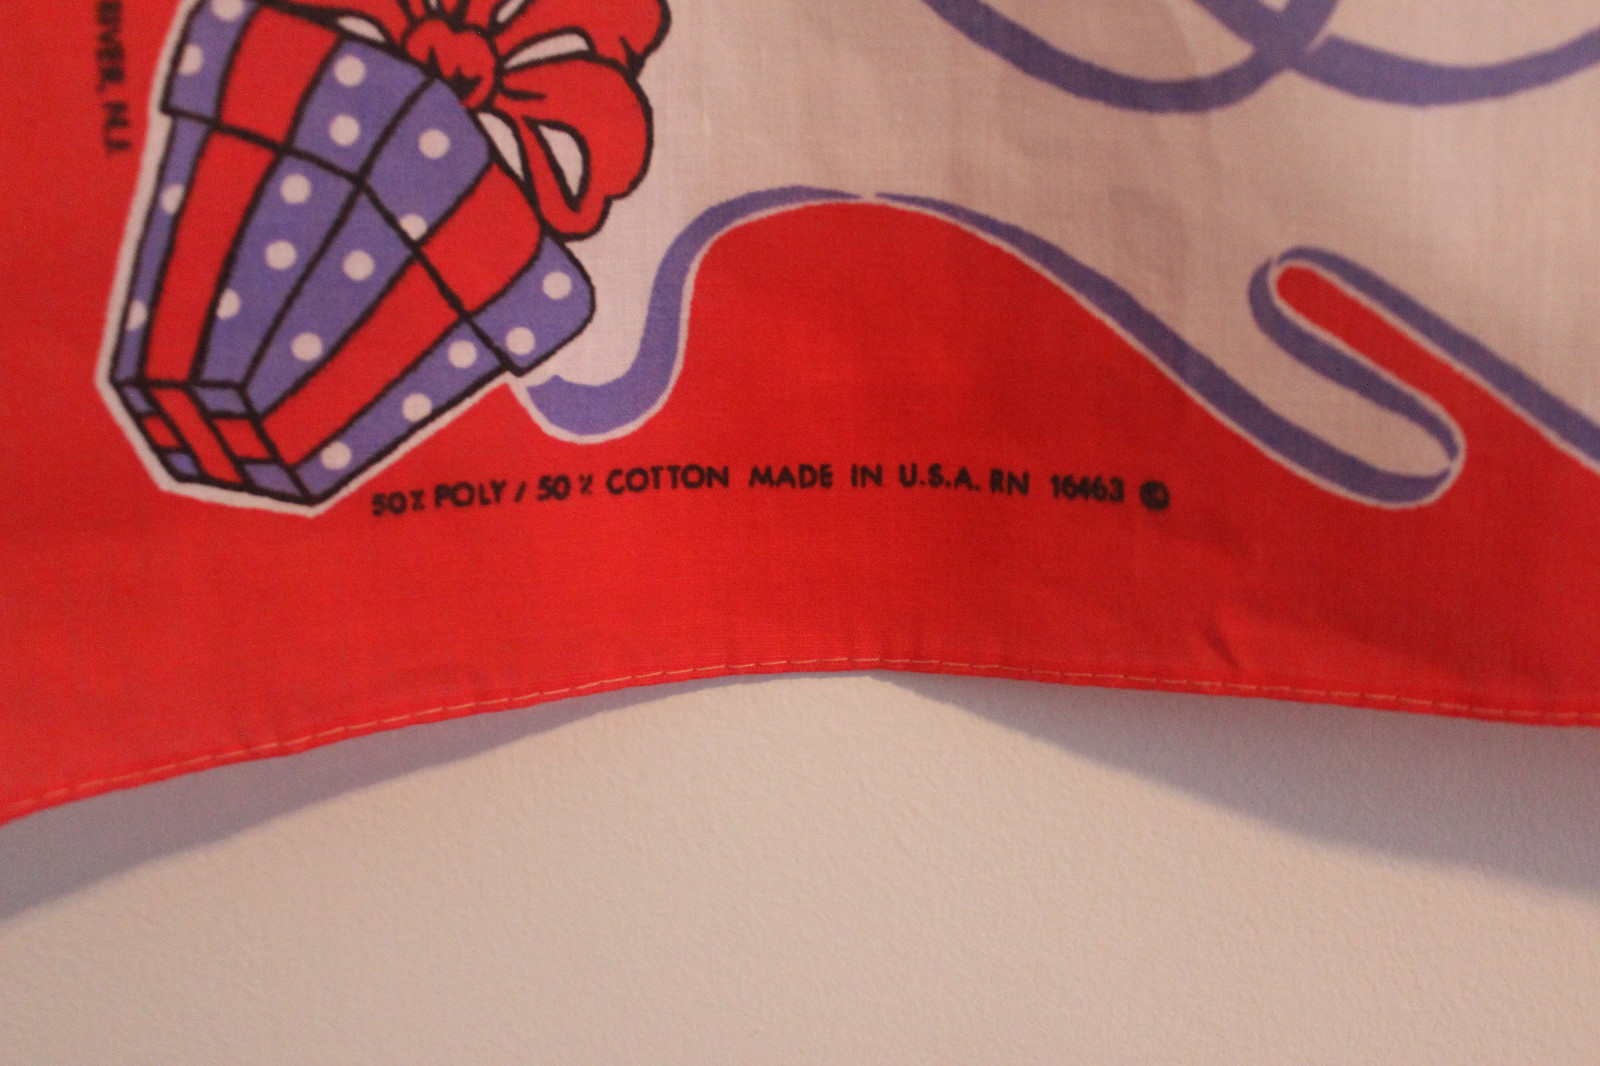 RIVER, N.J.
50% POLY / 50% COTTON MADE IN U.S.A. RN 16463 ©